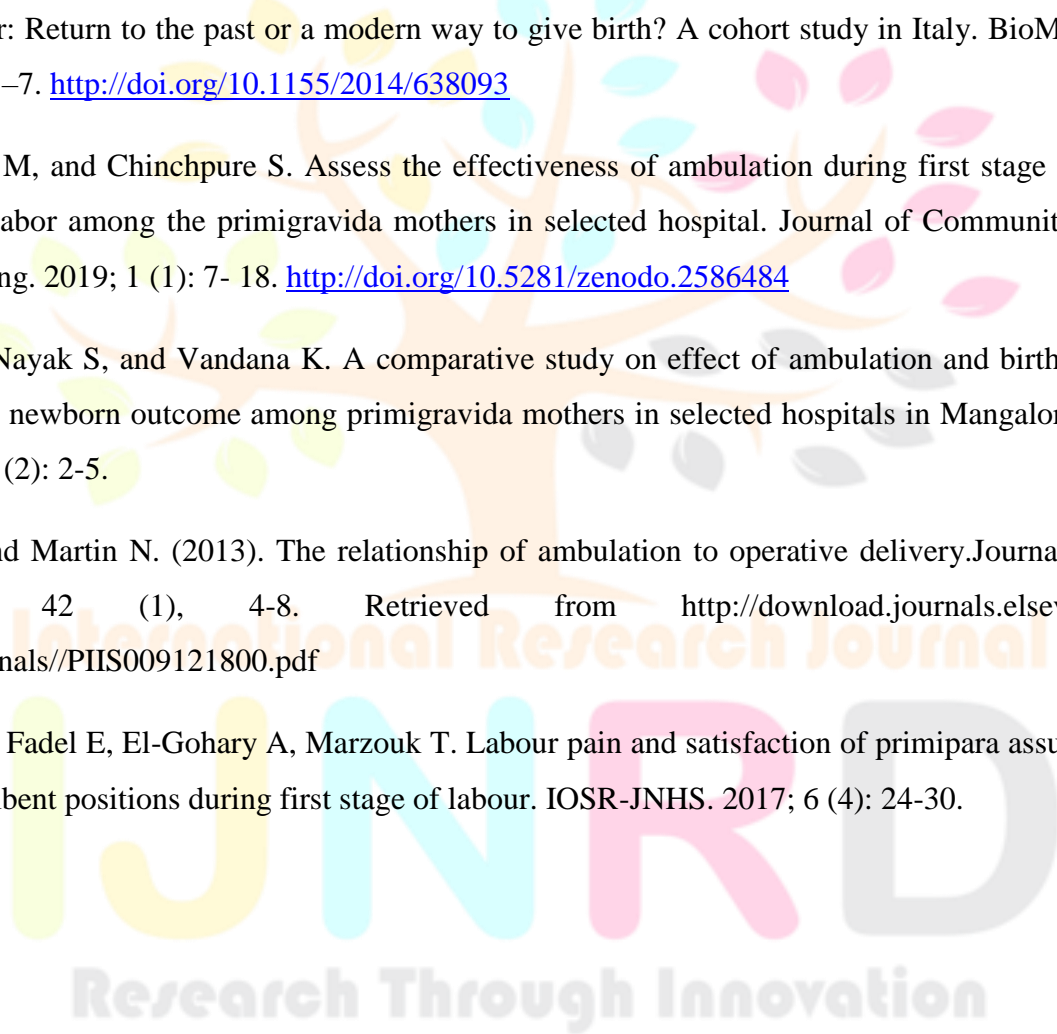 r: Return to the past or a modern way to give birth? A cohort study in Italy. BioM
–7. http://doi.org/10.1155/2014/638093
M, and Chinchpure S. Assess the effectiveness of ambulation during first stage
abor among the primigravida mothers in selected hospital. Journal of Communit
ng. 2019; 1 (1): 7- 18. http://doi.org/10.5281/zenodo.2586484
Nayak S, and Vandana K. A comparative study on effect of ambulation and birth
newborn outcome among primigravida mothers in selected hospitals in Mangalor
(2): 2-5.
nd Martin N. (2013). The relationship of ambulation to operative delivery.Journa
42 (1), 4-8. Retrieved from http://download.journals.elsev
nals//PIIS009121800.pdf
International Research Journal
Fadel E, El-Gohary A, Marzouk T. Labour pain and satisfaction of primipara assu
bent positions during first stage of labour. IOSR-JNHS. 2017; 6 (4): 24-30.
IJNRD
Research Through Innovation